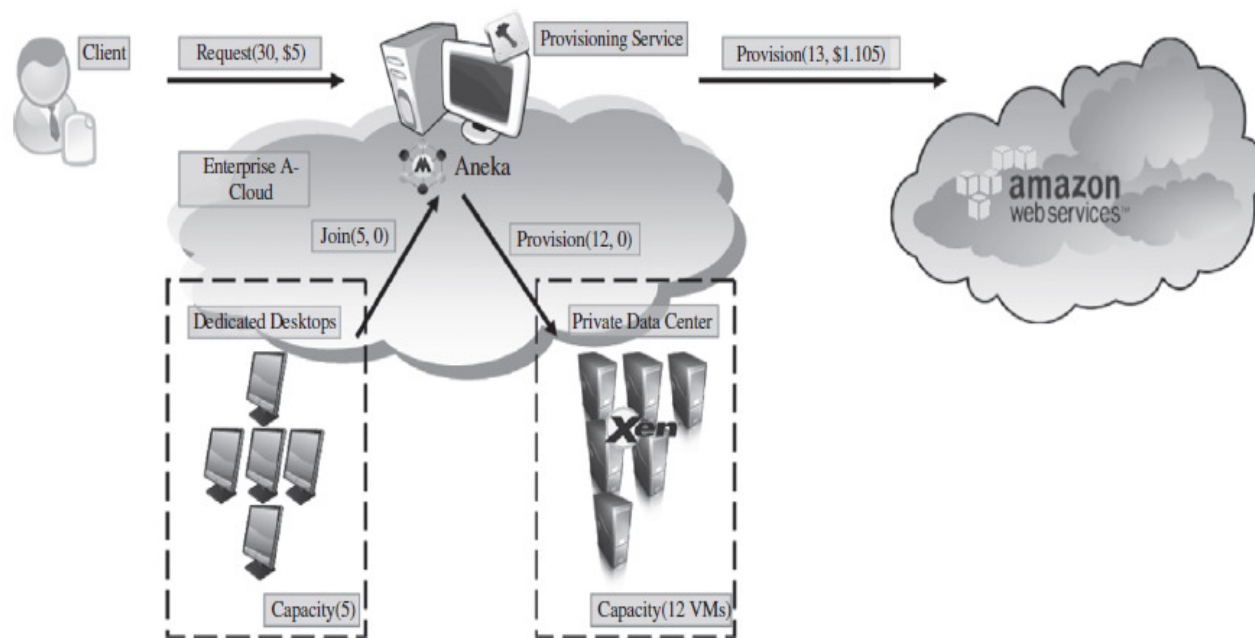 Client
Request(30, $5)
Provisioning Service
Provision(13, $1.105)
Enterprise A-
Cloud
Aneka
amazon
web services™
Join(5, 0)
Provision(12, 0)
Dedicated Desktops
Private Data Center
Xen
Capacity(5)
Capacity(12 VMs)